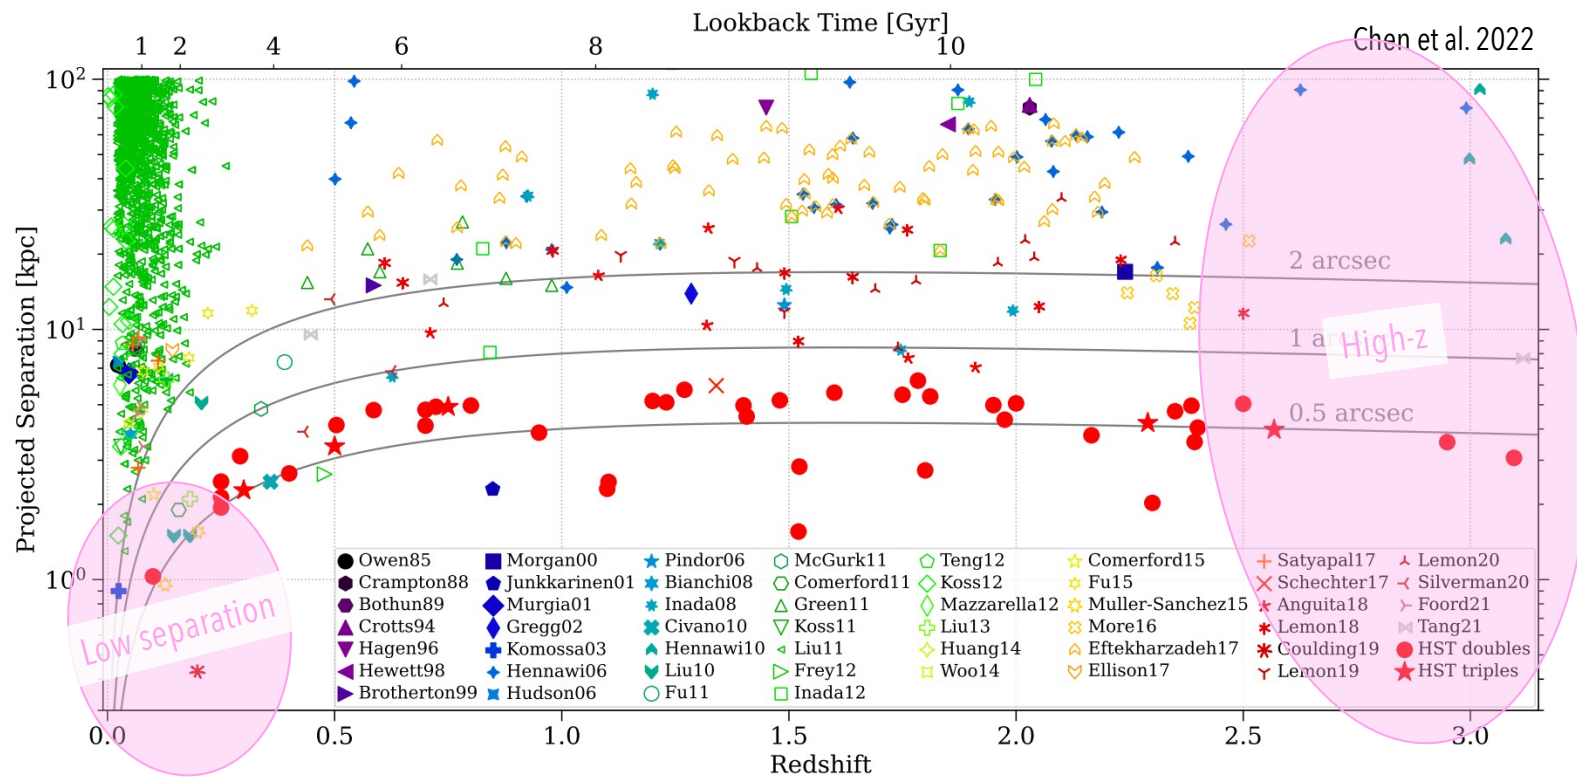 Lookback Time [Gyr]
1 2 4 6 8 10
Chen et al. 2022
Projected Separation [kpc]
10²
10¹
10⁰
2 arcsec
1 arcsec
High-z
0.5 arcsec
Low separation
Owen85
Crampton88
Bothun89
Crotts94
Hagen96
Hewett98
Brotherton99
Morgan00
Junkkarinen01
Murgia01
Gregg02
Komossa03
Hennawi06
Hudson06
Pindor06
Bianchi08
Inada08
Civano10
Hennawi10
Liu10
Fu11
McGurk11
Comerford11
Green11
Koss11
Liu11
Frey12
Inada12
Teng12
Koss12
Mazzarella12
Liu13
Huang14
Woo14
Comerford15
Fu15
Muller-Sanchez15
More16
Eftekharzadeh17
Ellison17
Satyapal17
Schechter17
Anguita18
Lemon18
Goulding19
Lemon19
Lemon20
Silverman20
Foord21
Tang21
HST doubles
HST triples
0.0 0.5 1.0 1.5 2.0 2.5 3.0
Redshift